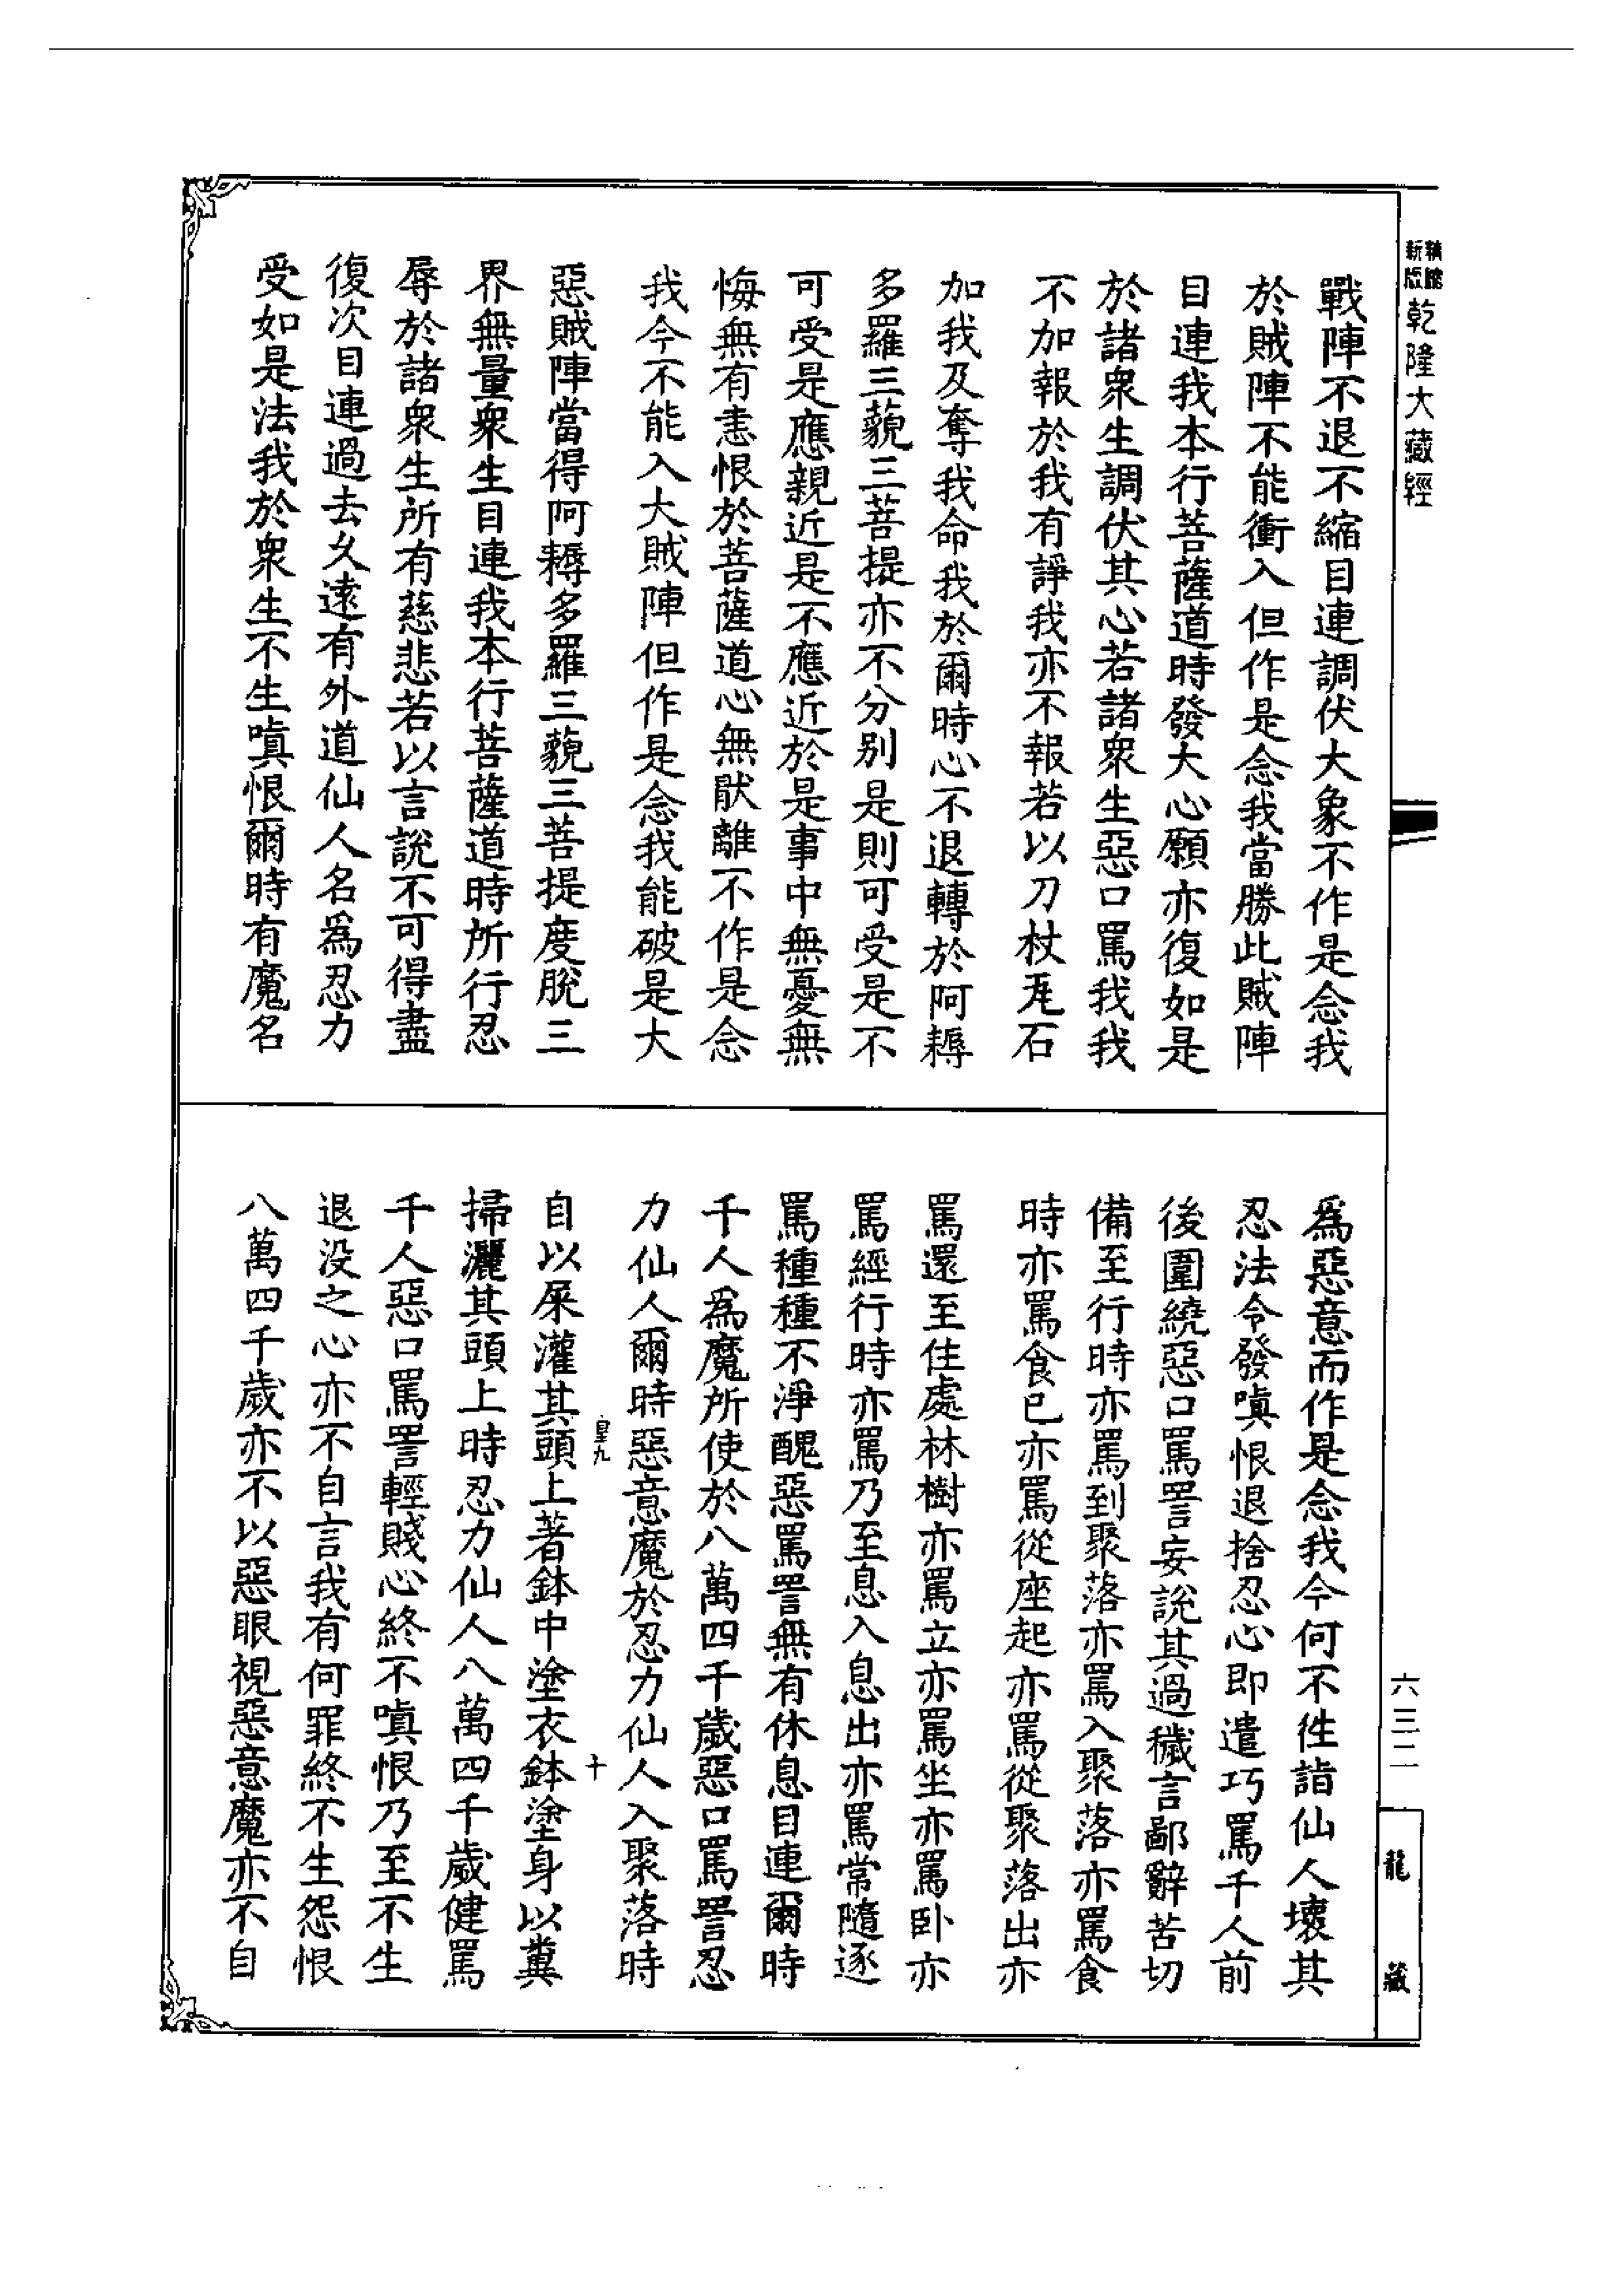 精縮新版乾隆大藏經
戰陣不退不縮目連調伏大象不作是念我
於賊陣不能衝入但作是念我當勝此賊陣
目連我本行菩薩道時發大心願亦復如是
於諸衆生調伏其心若諸衆生惡口罵我我
不加報於我有諍我亦不報若以刀杖瓦石
加我及奪我命我於爾時心不退轉於阿耨
多羅三藐三菩提亦不分別是則可受是不
可受是應親近是不應近於是事中無憂無
悔無有恚恨於菩薩道心無猒離不作是念
我今不能入大賊陣但作是念我能破是大
惡賊陣當得阿耨多羅三藐三菩提度脫三
界無量衆生目連我本行菩薩道時所行忍
辱於諸衆生所有慈悲若以言說不可得盡
復次目連過去久遠有外道仙人名爲忍力
受如是法我於衆生不生嗔恨爾時有魔名
爲惡意而作是念我今何不徃詣仙人壞其
忍法令發嗔恨退捨忍心即遣巧罵千人前
後圍繞惡口罵詈妄說其過穢言鄙辭苦切
備至行時亦罵到聚落亦罵入聚落亦罵食
時亦罵食已亦罵從座起亦罵從聚落出亦
罵還至住處林樹亦罵立亦罵坐亦罵卧亦
罵經行時亦罵乃至息入息出亦罵常隨逐
罵種種不淨醜惡罵詈無有休息目連爾時
千人爲魔所使於八萬四千歲惡口罵詈忍
力仙人爾時惡意魔於忍力仙人入聚落時
皇九 十
自以屎灌其頭上著鉢中塗衣鉢塗身以糞
掃灑其頭上時忍力仙人八萬四千歲健罵
千人惡口罵詈輕賤心終不嗔恨乃至不生
退没之心亦不自言我有何罪終不生怨恨
八萬四千歲亦不以惡眼視惡意魔亦不自
六三二
龍藏